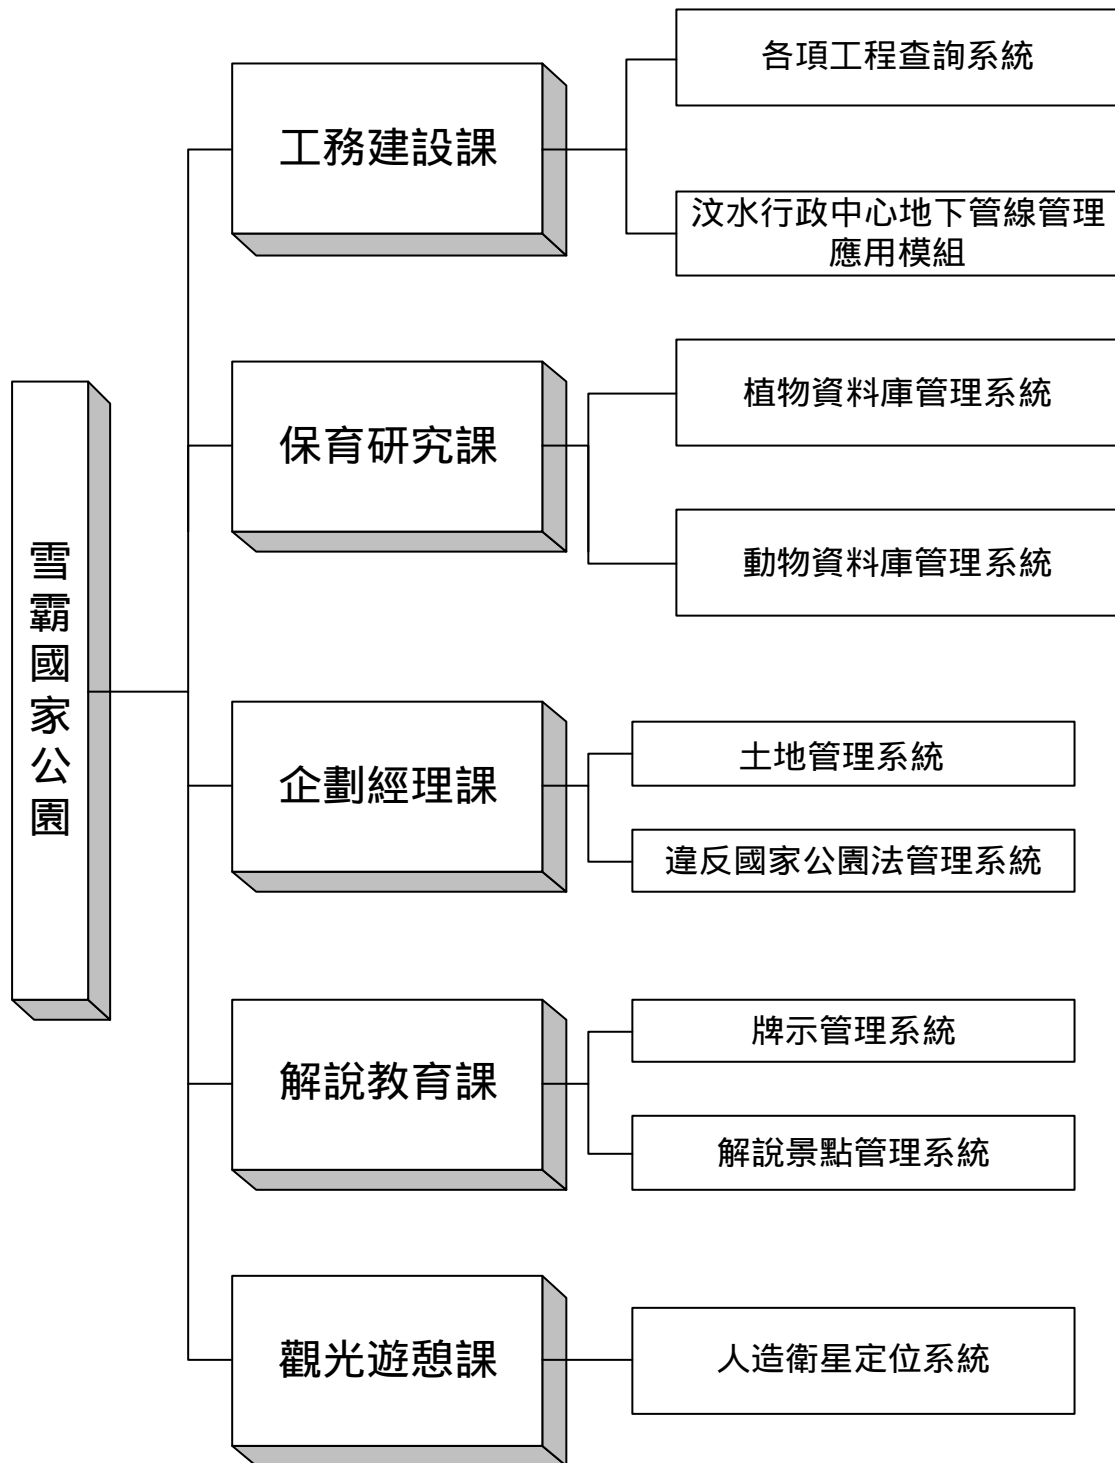 雪霸國家公園
工務建設課
各項工程查詢系統
汶水行政中心地下管線管理
應用模組
保育研究課
植物資料庫管理系統
動物資料庫管理系統
企劃經理課
土地管理系統
違反國家公園法管理系統
解說教育課
牌示管理系統
解說景點管理系統
觀光遊憩課
人造衛星定位系統